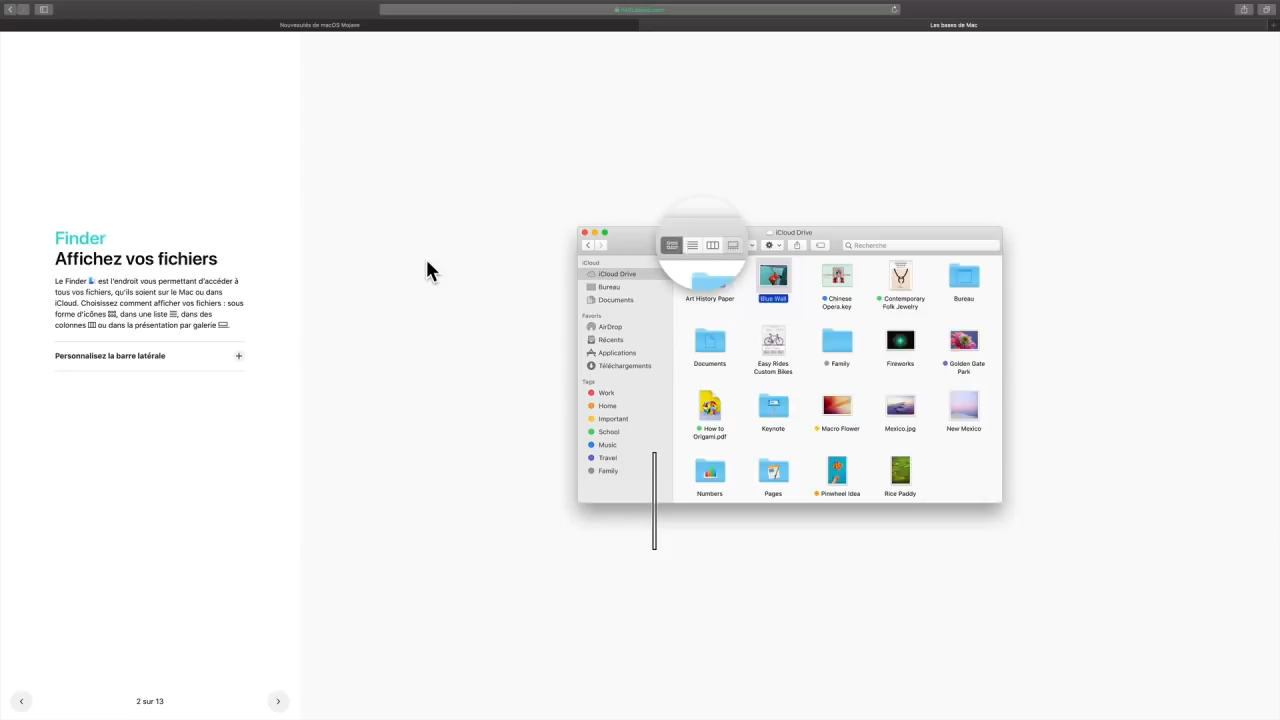 Nouveautés de macOS Mojave
Les bases de Mac
Finder
Affichez vos fichiers
Le Finder est l'endroit vous permettant d'accéder à
tous vos fichiers, qu'ils soient sur le Mac ou dans
iCloud. Choisissez comment afficher vos fichiers : sous
forme d'icônes, dans une liste, dans des
colonnes ou dans la présentation par galerie.
Personnalisez la barre latérale
2 sur 13
iCloud Drive
Recherche
iCloud
iCloud Drive
Bureau
Documents
Favoris
AirDrop
Récents
Applications
Téléchargements
Tags
Work
Home
Important
School
Music
Travel
Family
Art History Paper
Blue Wall
Chinese
Opera.key
Contemporary
Folk Jewelry
Bureau
Documents
Easy Rides
Custom Bikes
Family
Fireworks
Golden Gate
Park
How to
Origami.pdf
Keynote
Macro Flower
Mexico.jpg
New Mexico
Numbers
Pages
Pinwheel Idea
Rice Paddy